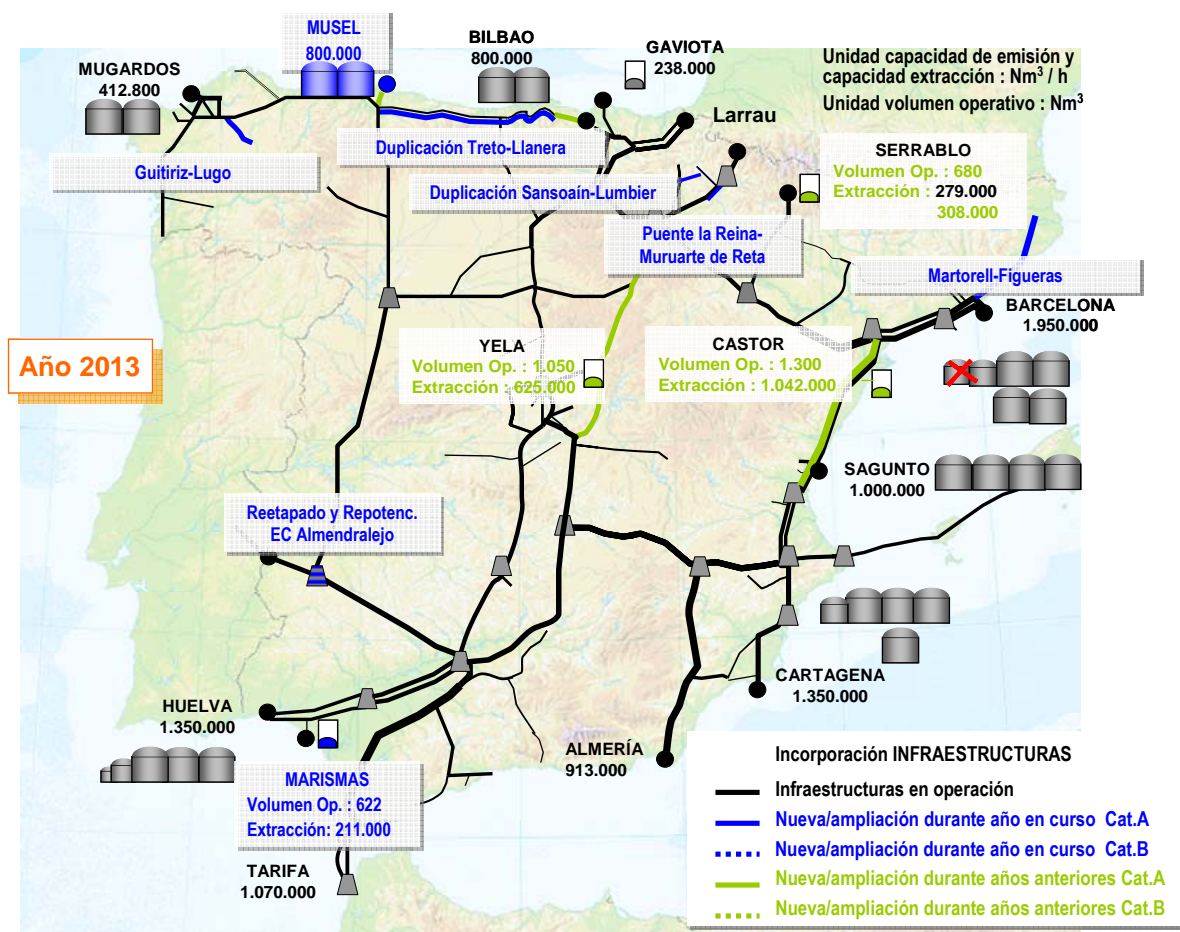 MUSEL
800.000
BILBAO
800.000
GAVIOTA
238.000
Unidad capacidad de emisión y
capacidad extracción : Nm³ / h
Unidad volumen operativo : Nm³
MUGARDOS
412.800
Larrau
Duplicación Treto-Llanera
SERRABLO
Volumen Op. : 680
Extracción : 279.000
308.000
Guitiriz-Lugo
Duplicación Sansoaín-Lumbier
Puente la Reina-
Muruarte de Reta
Martorell-Figueras
BARCELONA
1.950.000
Año 2013
YELA
Volumen Op. : 1.050
Extracción : 625.000
CASTOR
Volumen Op. : 1.300
Extracción : 1.042.000
SAGUNTO
1.000.000
Reetapado y Repotenc.
EC Almendralejo
CARTAGENA
1.350.000
HUELVA
1.350.000
ALMERÍA
913.000
MARISMAS
Volumen Op. : 622
Extracción: 211.000
TARIFA
1.070.000
Incorporación INFRAESTRUCTURAS
Infraestructuras en operación
Nueva/ampliación durante año en curso Cat.A
Nueva/ampliación durante año en curso Cat.B
Nueva/ampliación durante años anteriores Cat.A
Nueva/ampliación durante años anteriores Cat.B